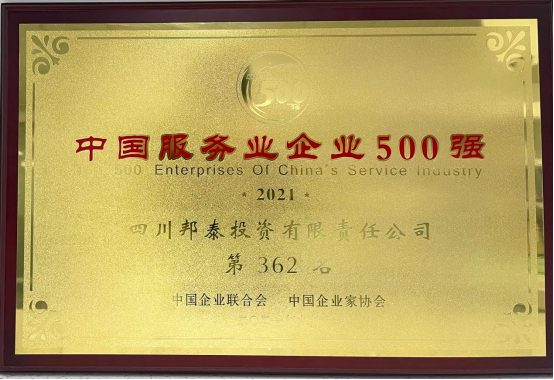 500
中国服务业企业500强
500 Enterprises Of China's Service Industry
* 2021 *
四川邦泰投资有限责任公司
第 362 名
中国企业联合会 中国企业家协会